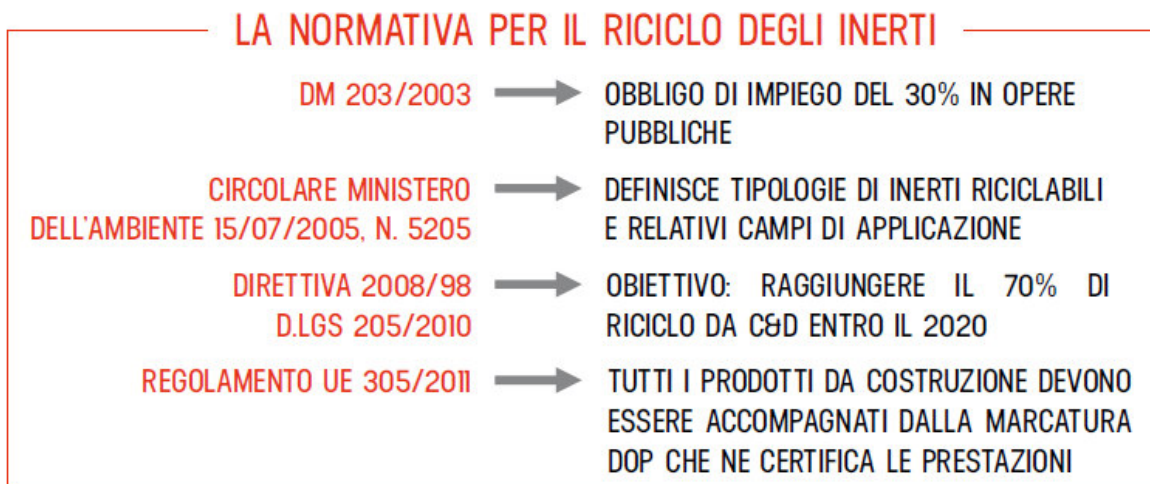 LA NORMATIVA PER IL RICICLO DEGLI INERTI
DM 203/2003
OBBLIGO DI IMPIEGO DEL 30% IN OPERE
PUBBLICHE
CIRCOLARE MINISTERO
DELL'AMBIENTE 15/07/2005, N. 5205
DEFINISCE TIPOLOGIE DI INERTI RICICLABILI
E RELATIVI CAMPI DI APPLICAZIONE
DIRETTIVA 2008/98
D.LGS 205/2010
OBIETTIVO: RAGGIUNGERE IL 70% DI
RICICLO DA C&D ENTRO IL 2020
REGOLAMENTO UE 305/2011
TUTTI I PRODOTTI DA COSTRUZIONE DEVONO
ESSERE ACCOMPAGNATI DALLA MARCATURA
DOP CHE NE CERTIFICA LE PRESTAZIONI